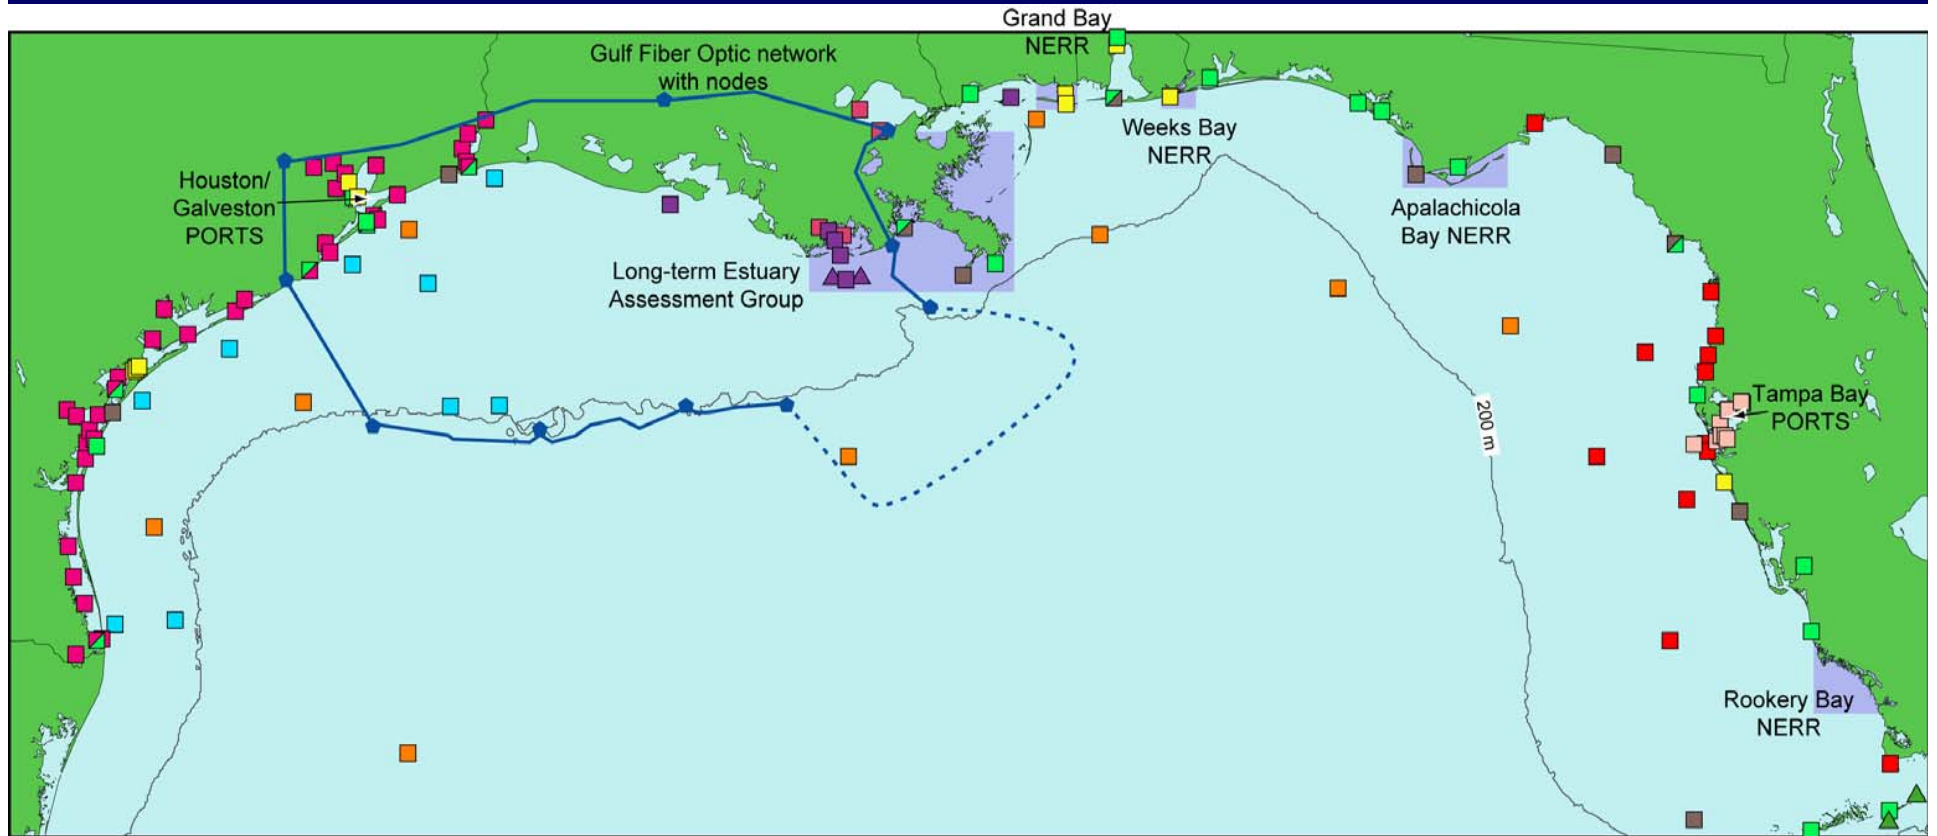 Grand Bay
NERR
Gulf Fiber Optic network
with nodes
Weeks Bay
NERR
Houston/
Galveston
PORTS
Apalachicola
Bay NERR
Long-term Estuary
Assessment Group
200 m
Tampa Bay
PORTS
Rookery Bay
NERR